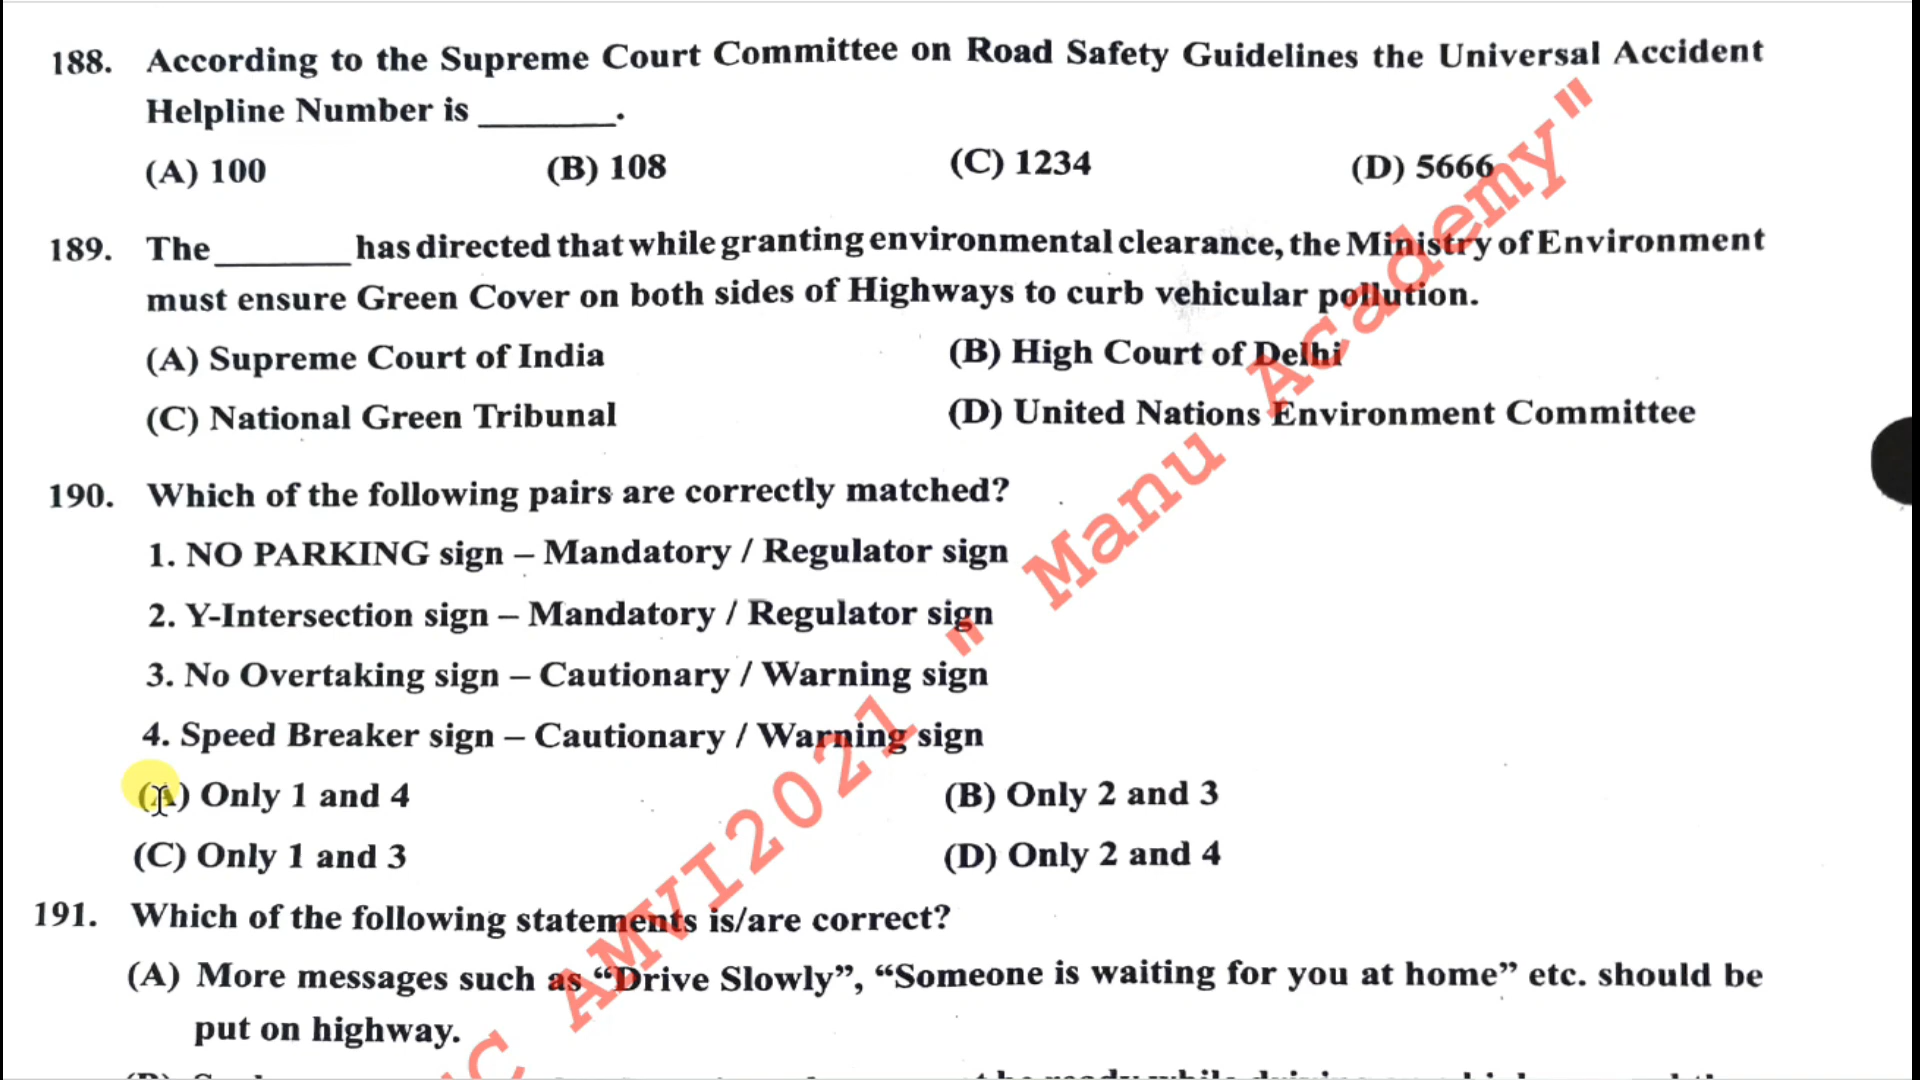 188. According to the Supreme Court Committee on Road Safety Guidelines the Universal Accident
Helpline Number is ________.
(A) 100 (B) 108 (C) 1234 (D) 5666
189. The ________ has directed that while granting environmental clearance, the Ministry of Environment
must ensure Green Cover on both sides of Highways to curb vehicular pollution.
(A) Supreme Court of India (B) High Court of Delhi
(C) National Green Tribunal (D) United Nations Environment Committee
190. Which of the following pairs are correctly matched?
1. NO PARKING sign – Mandatory / Regulator sign
2. Y-Intersection sign – Mandatory / Regulator sign
3. No Overtaking sign – Cautionary / Warning sign
4. Speed Breaker sign – Cautionary / Warning sign
(A) Only 1 and 4 (B) Only 2 and 3
(C) Only 1 and 3 (D) Only 2 and 4
191. Which of the following statements is/are correct?
(A) More messages such as “Drive Slowly”, “Someone is waiting for you at home” etc. should be
put on highway.
C AMVI2021 " Manu Academy"